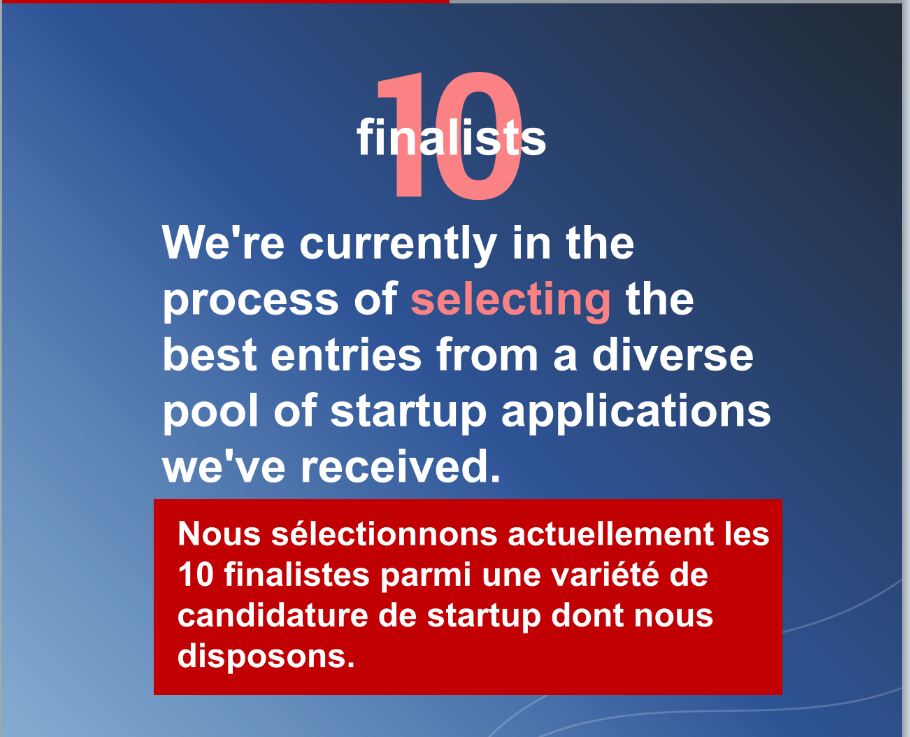 10
finalists
We're currently in the
process of selecting the
best entries from a diverse
pool of startup applications
we've received.
Nous sélectionnons actuellement les
10 finalistes parmi une variété de
candidature de startup dont nous
disposons.